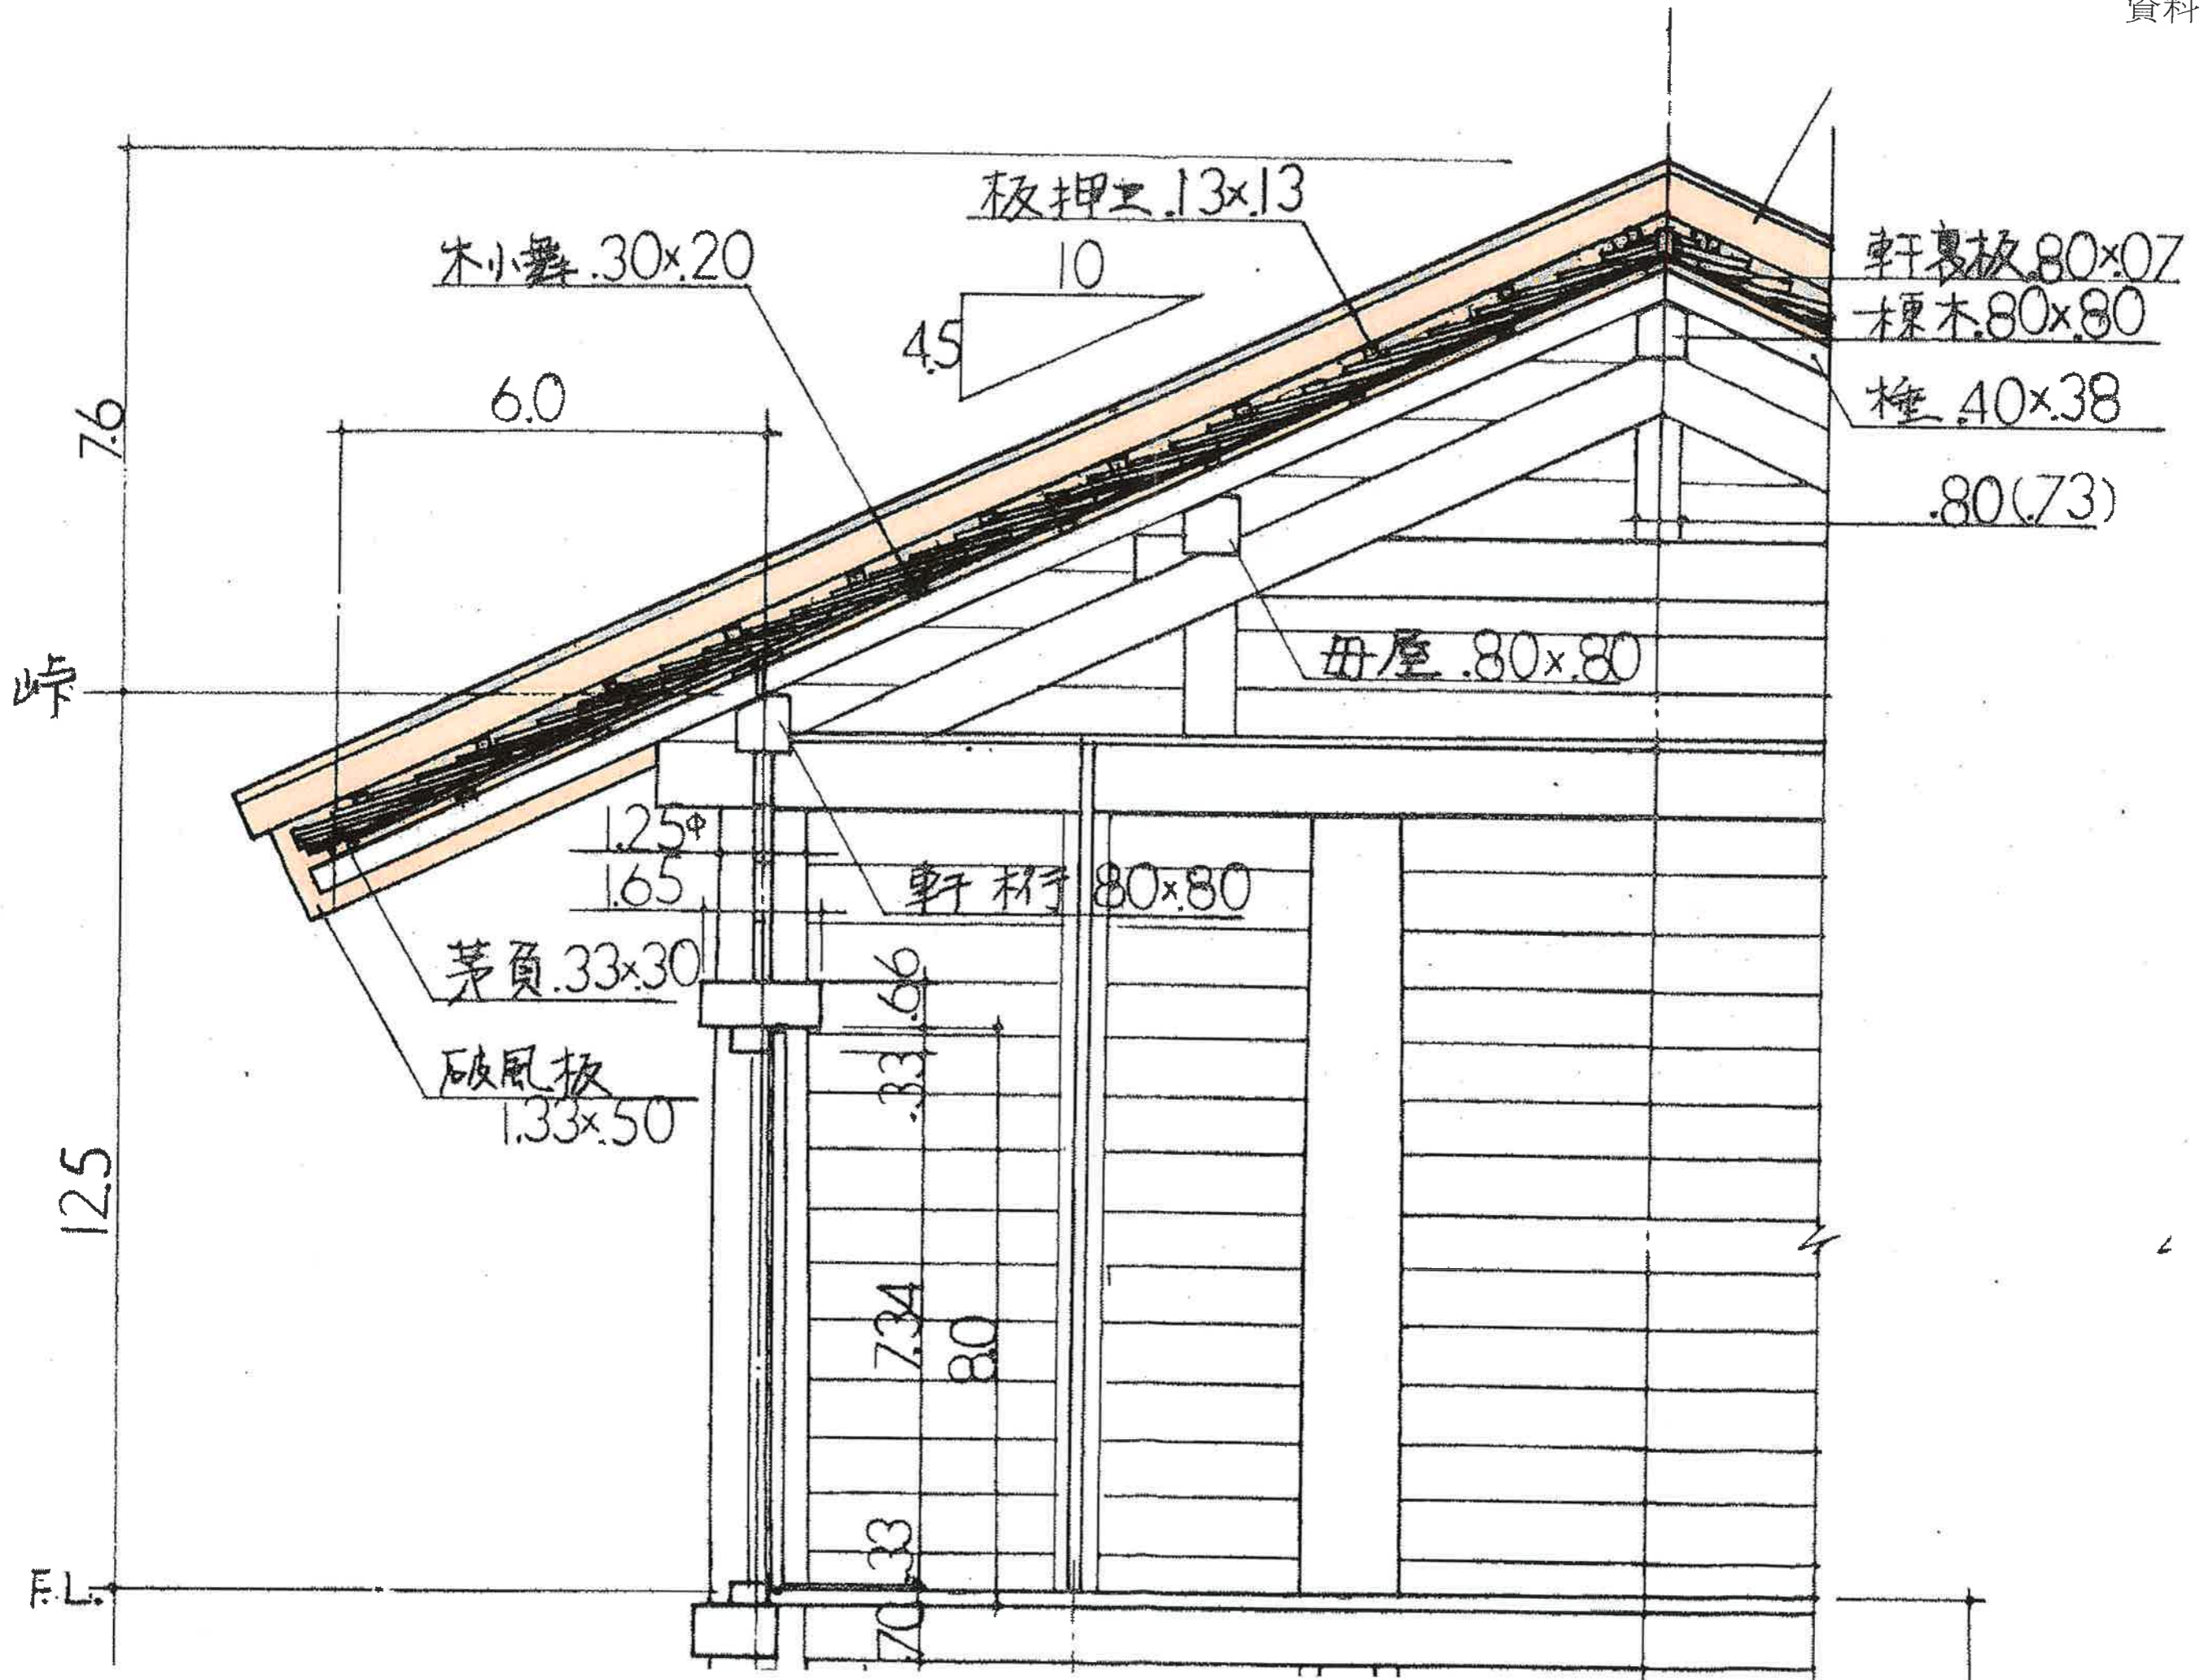 資料
板押エ .13×.13
木小舞 .30×.20
10
4.5
軒裏板 .80×.07
棟木 .80×.80
6.0
垂 .40×.38
7.6
.80(.73)
母屋 .80×.80
峠
1.25φ
1.65
軒桁 .80×.80
茅負 .33×.30
.66
破風板
1.33×.50
.33
12.5
7.34
8.0
.33
F.L.
.70